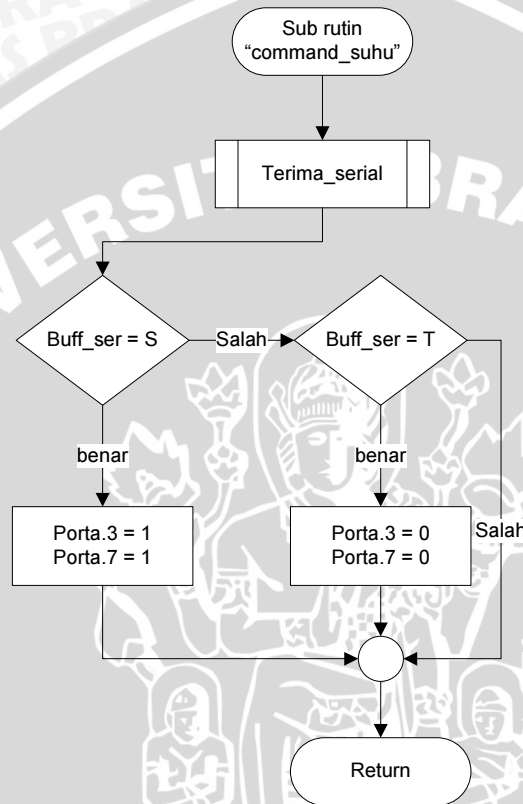 Sub rutin
“command_suhu”
Terima_serial
Buff_ser = S
Salah
Buff_ser = T
benar
benar
Porta.3 = 1
Porta.7 = 1
Porta.3 = 0
Porta.7 = 0
Salah
Return